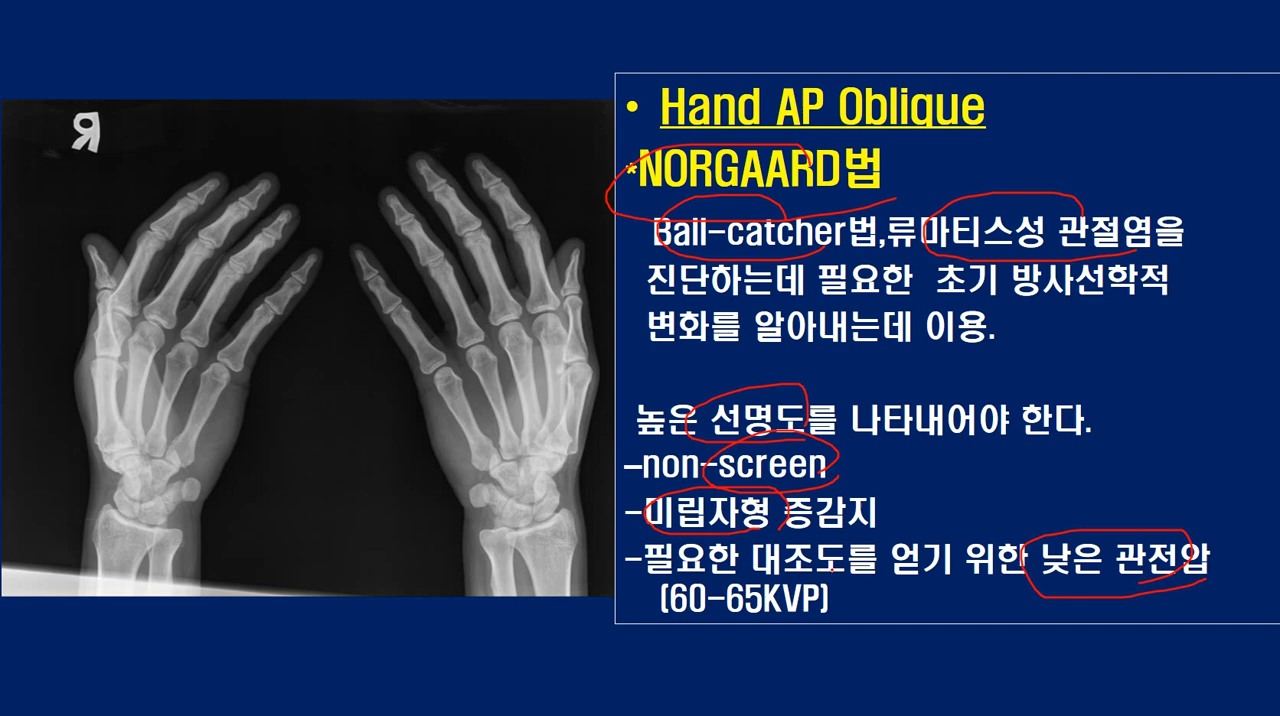 R
• Hand AP Oblique
*NORGAARD법
Ball-catcher법,류마티스성 관절염을
진단하는데 필요한 초기 방사선학적
변화를 알아내는데 이용.
높은 선명도를 나타내어야 한다.
-non-screen
-미립자형 증감지
-필요한 대조도를 얻기 위한 낮은 관전압
(60-65KVP)